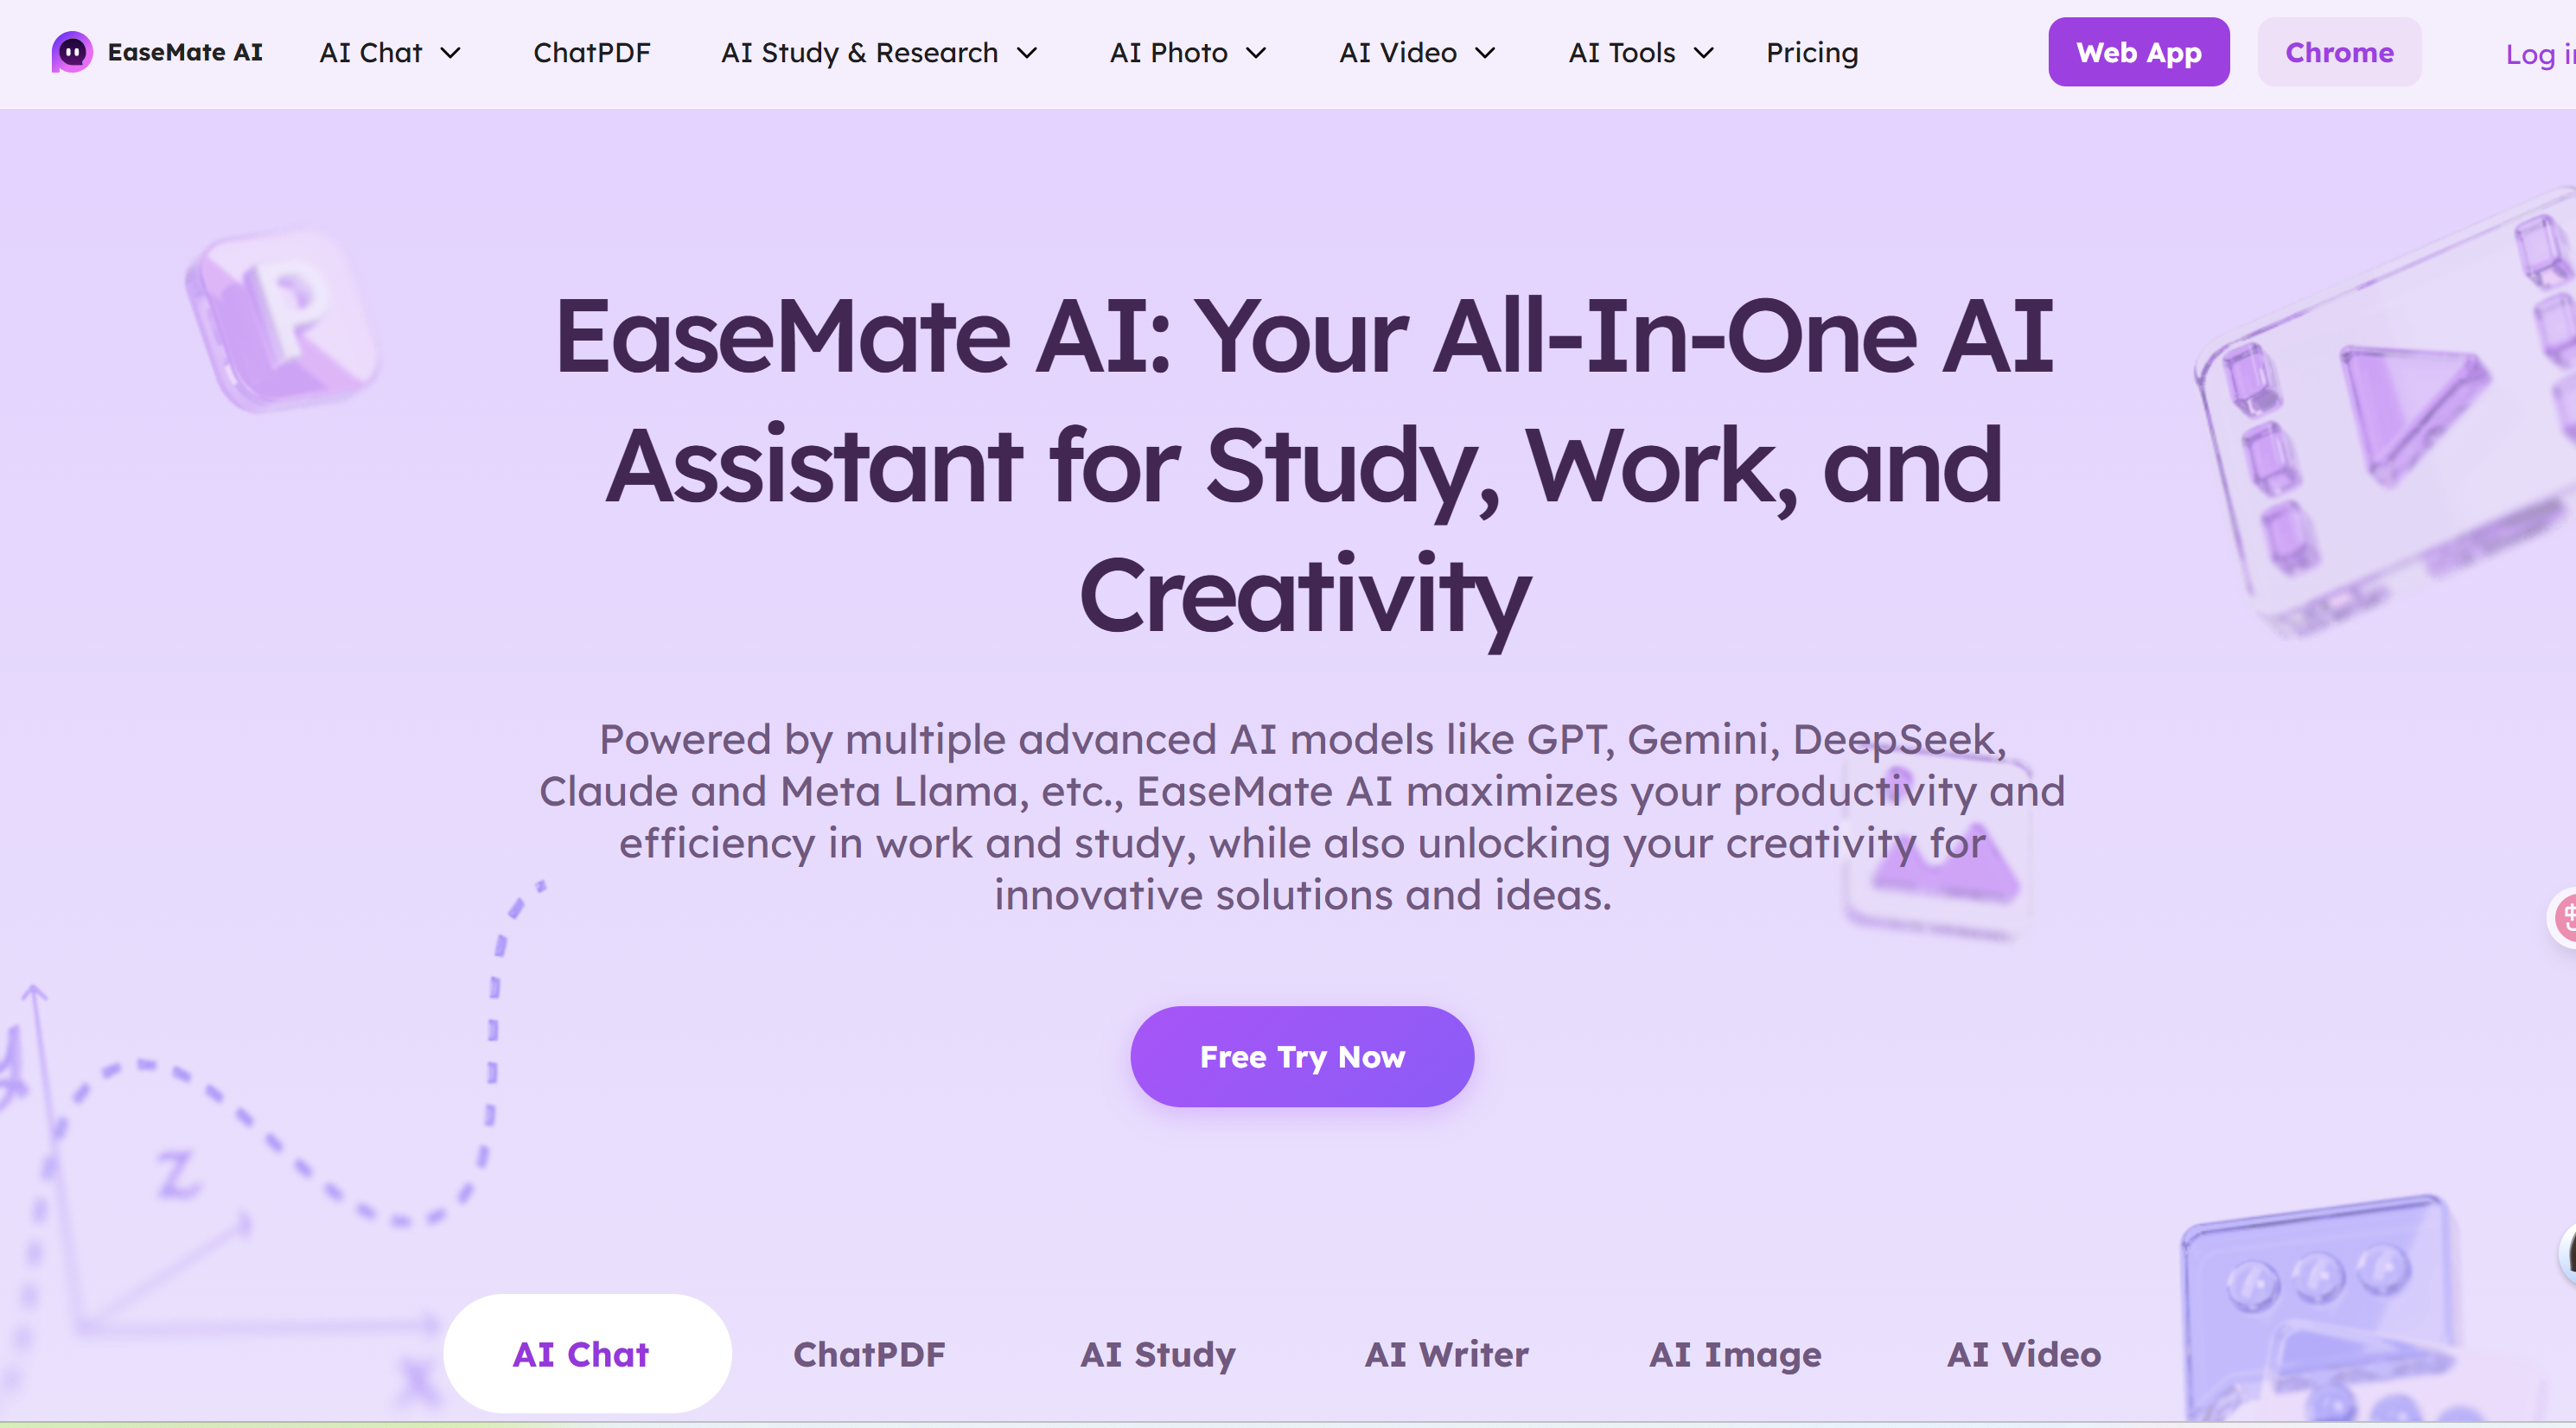 EaseMate AI
AI Chat
ChatPDF
AI Study & Research
AI Photo
AI Video
AI Tools
Pricing
Web App
Chrome
Log in
P
EaseMate AI: Your All-In-One AI
Assistant for Study, Work, and
Creativity
Powered by multiple advanced AI models like GPT, Gemini, DeepSeek,
Claude and Meta Llama, etc., EaseMate AI maximizes your productivity and
efficiency in work and study, while also unlocking your creativity for
innovative solutions and ideas.
Free Try Now
y
z
x
AI Chat
ChatPDF
AI Study
AI Writer
AI Image
AI Video